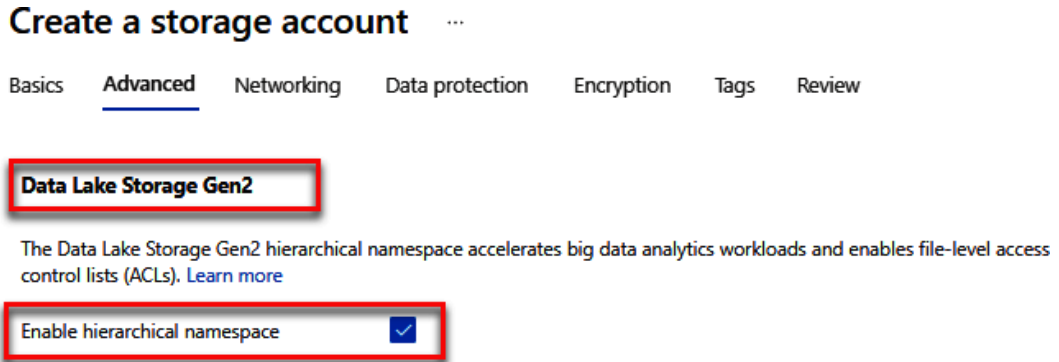 Create a storage account ...
Basics Advanced Networking Data protection Encryption Tags Review
Data Lake Storage Gen2
The Data Lake Storage Gen2 hierarchical namespace accelerates big data analytics workloads and enables file-level access
control lists (ACLs). Learn more
Enable hierarchical namespace